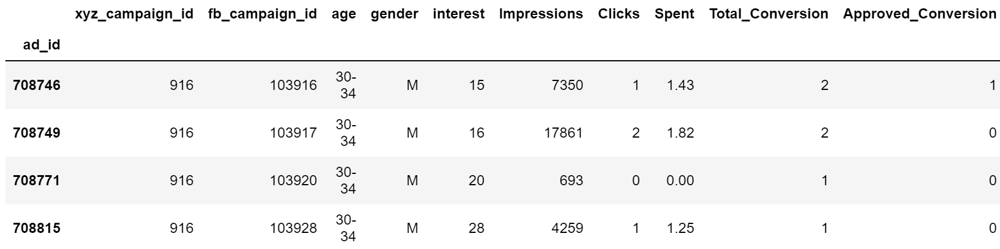 xyz_campaign_id fb_campaign_id age gender interest Impressions Clicks Spent Total_Conversion Approved_Conversion
ad_id
708746 916 103916 30-34 M 15 7350 1 1.43 2 1
708749 916 103917 30-34 M 16 17861 2 1.82 2 0
708771 916 103920 30-34 M 20 693 0 0.00 1 0
708815 916 103928 30-34 M 28 4259 1 1.25 1 0